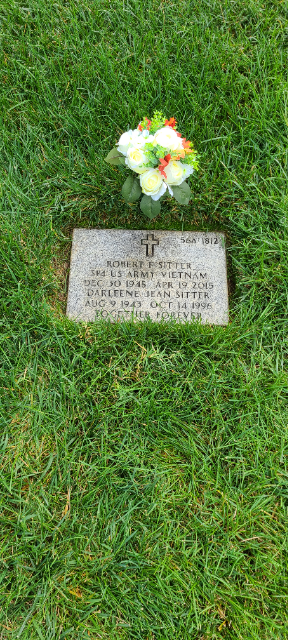 56A 1812
ROBERT F SITTER
SP4 US ARMY VIETNAM
DEC 30 1945 APR 19 2015
DARLEENE JEAN SITTER
AUG 9 1943 OCT 14 1996
TOGETHER FOREVER